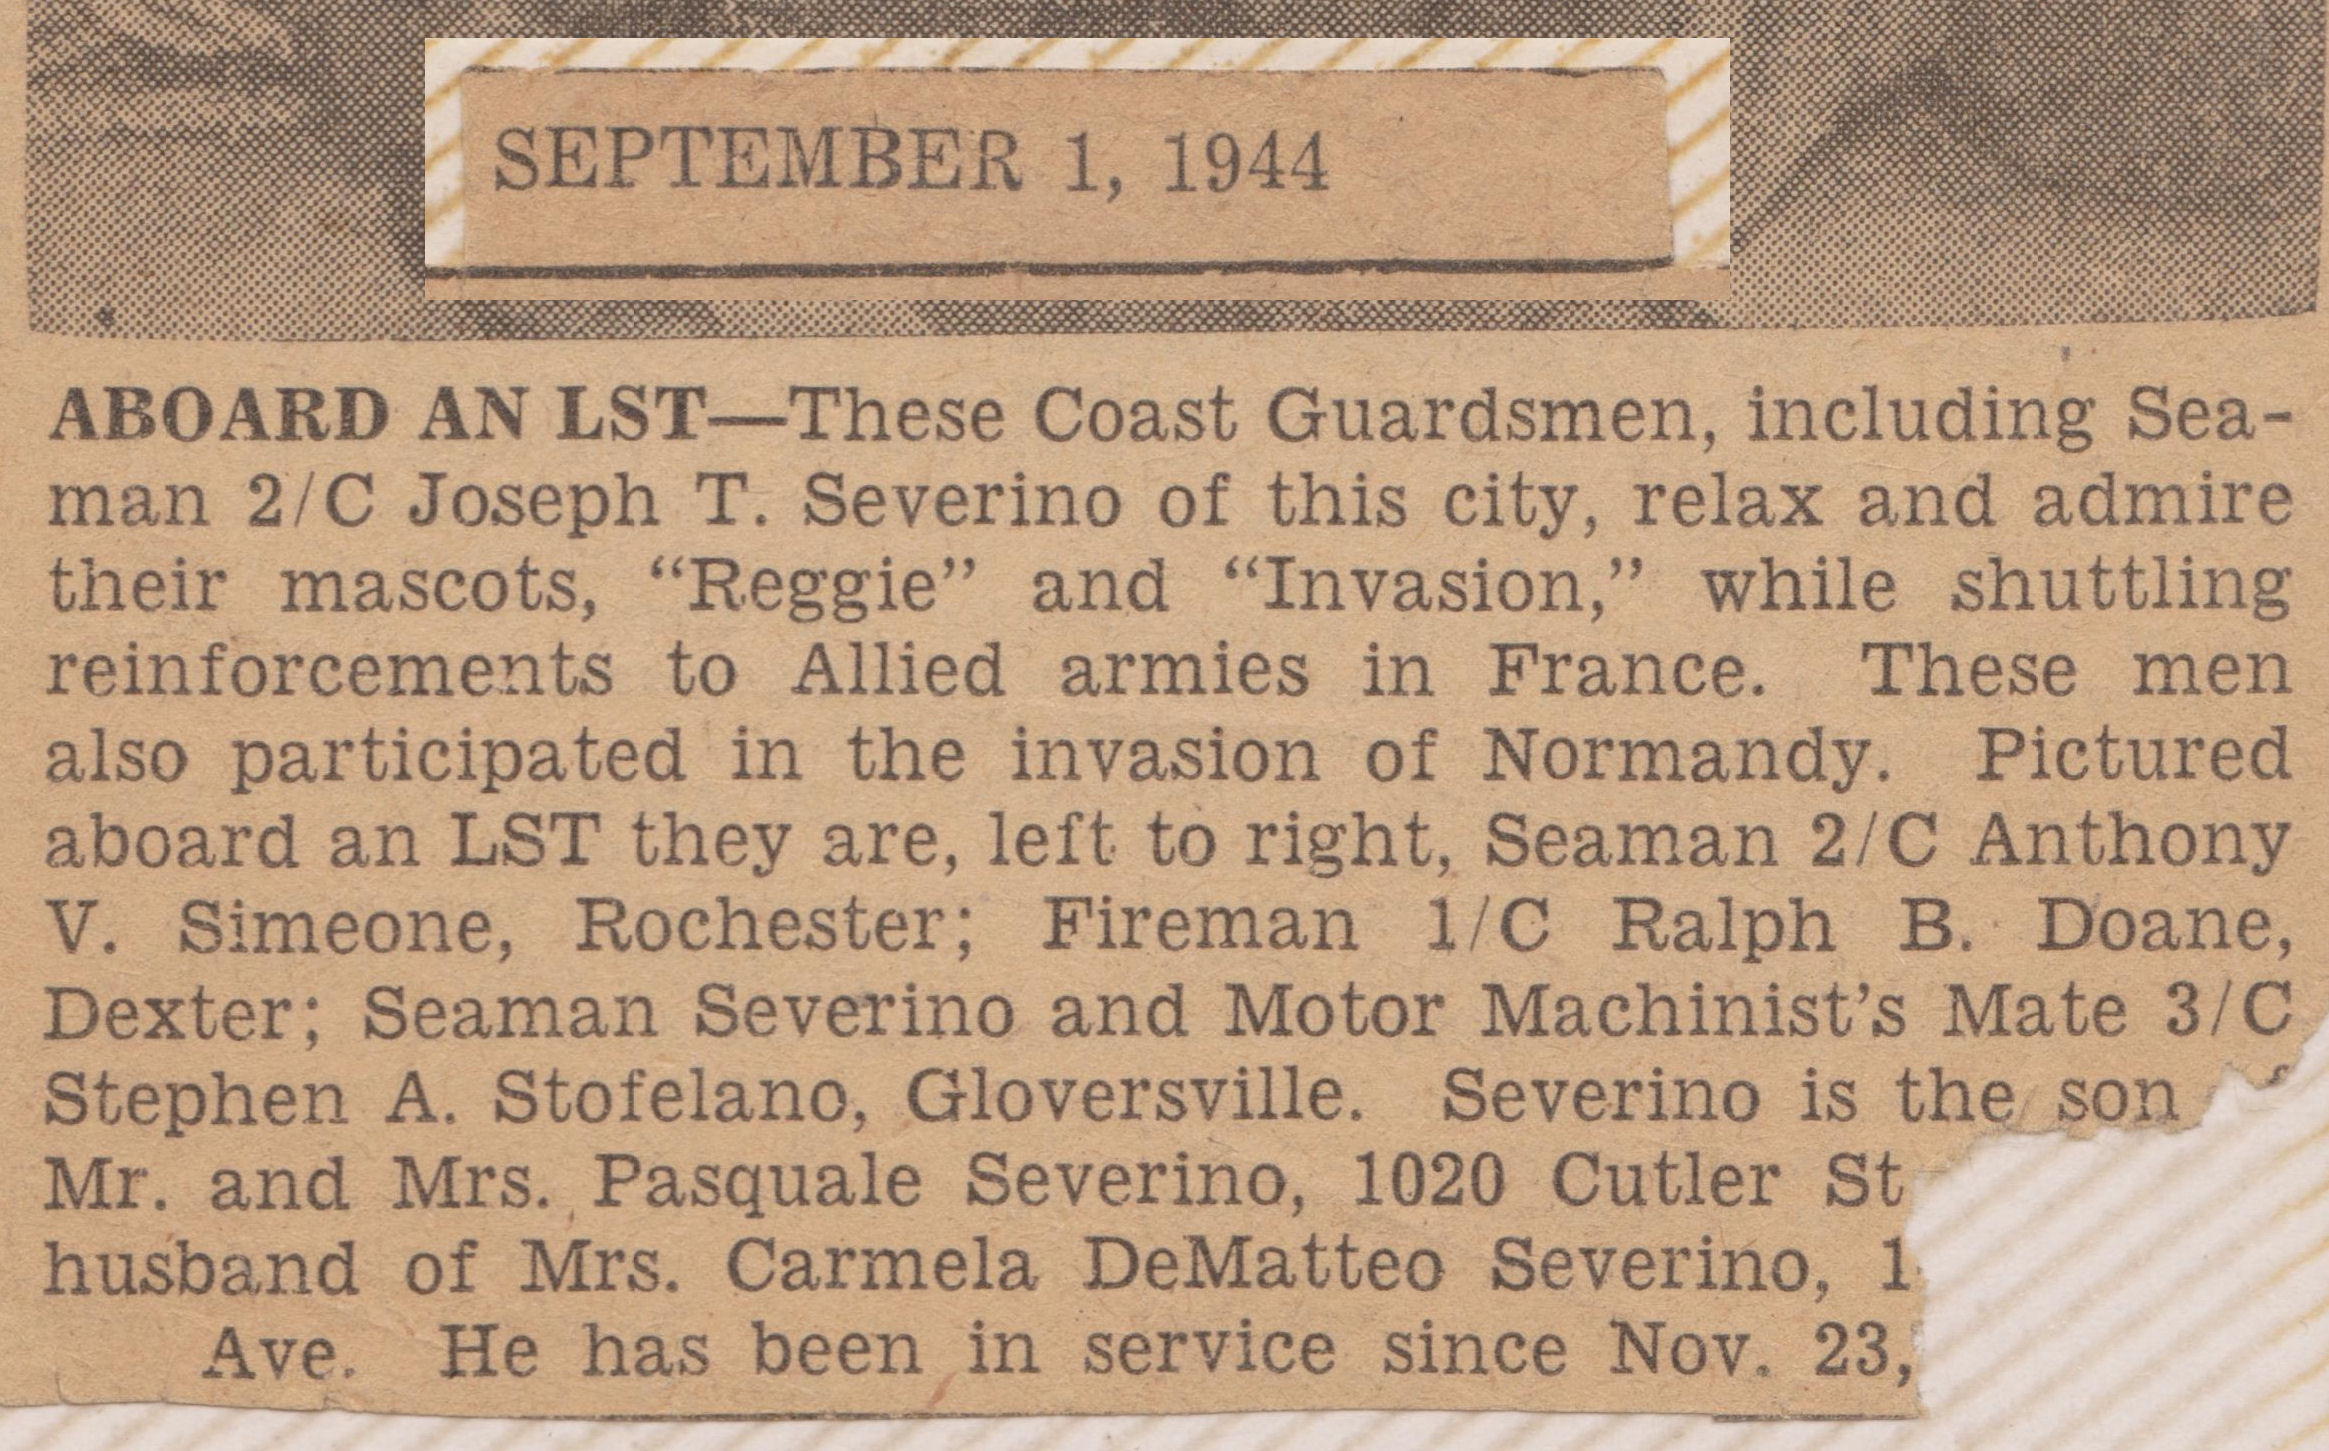 SEPTEMBER 1, 1944
ABOARD AN LST—These Coast Guardsmen, including Sea-
man 2/C Joseph T. Severino of this city, relax and admire
their mascots, “Reggie” and “Invasion,” while shuttling
reinforcements to Allied armies in France. These men
also participated in the invasion of Normandy. Pictured
aboard an LST they are, left to right, Seaman 2/C Anthony
V. Simeone, Rochester; Fireman 1/C Ralph B. Doane,
Dexter; Seaman Severino and Motor Machinist’s Mate 3/C
Stephen A. Stofelano, Gloversville. Severino is the son
Mr. and Mrs. Pasquale Severino, 1020 Cutler St
husband of Mrs. Carmela DeMatteo Severino, 1
Ave. He has been in service since Nov. 23,